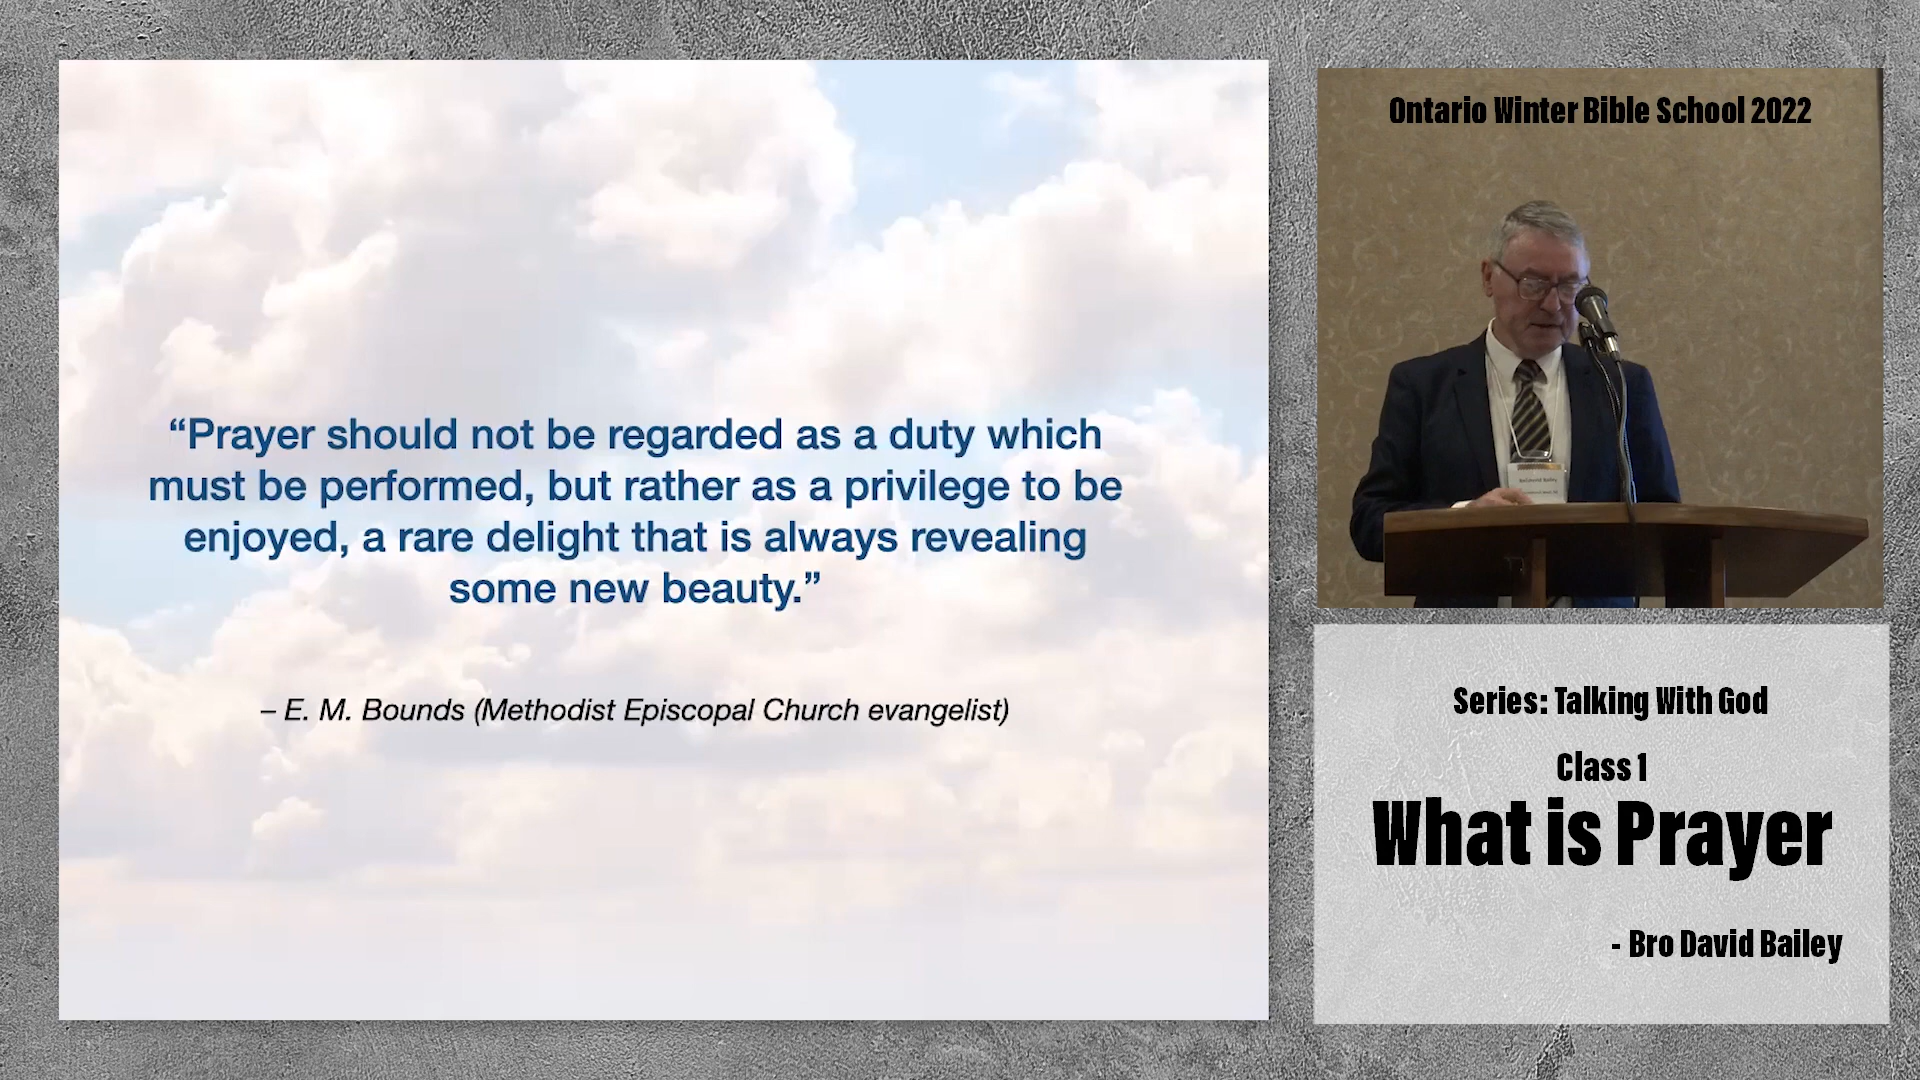 “Prayer should not be regarded as a duty which
must be performed, but rather as a privilege to be
enjoyed, a rare delight that is always revealing
some new beauty.”
– E. M. Bounds (Methodist Episcopal Church evangelist)
Ontario Winter Bible School 2022
Bailey
Series: Talking With God
Class 1
What is Prayer
- Bro David Bailey